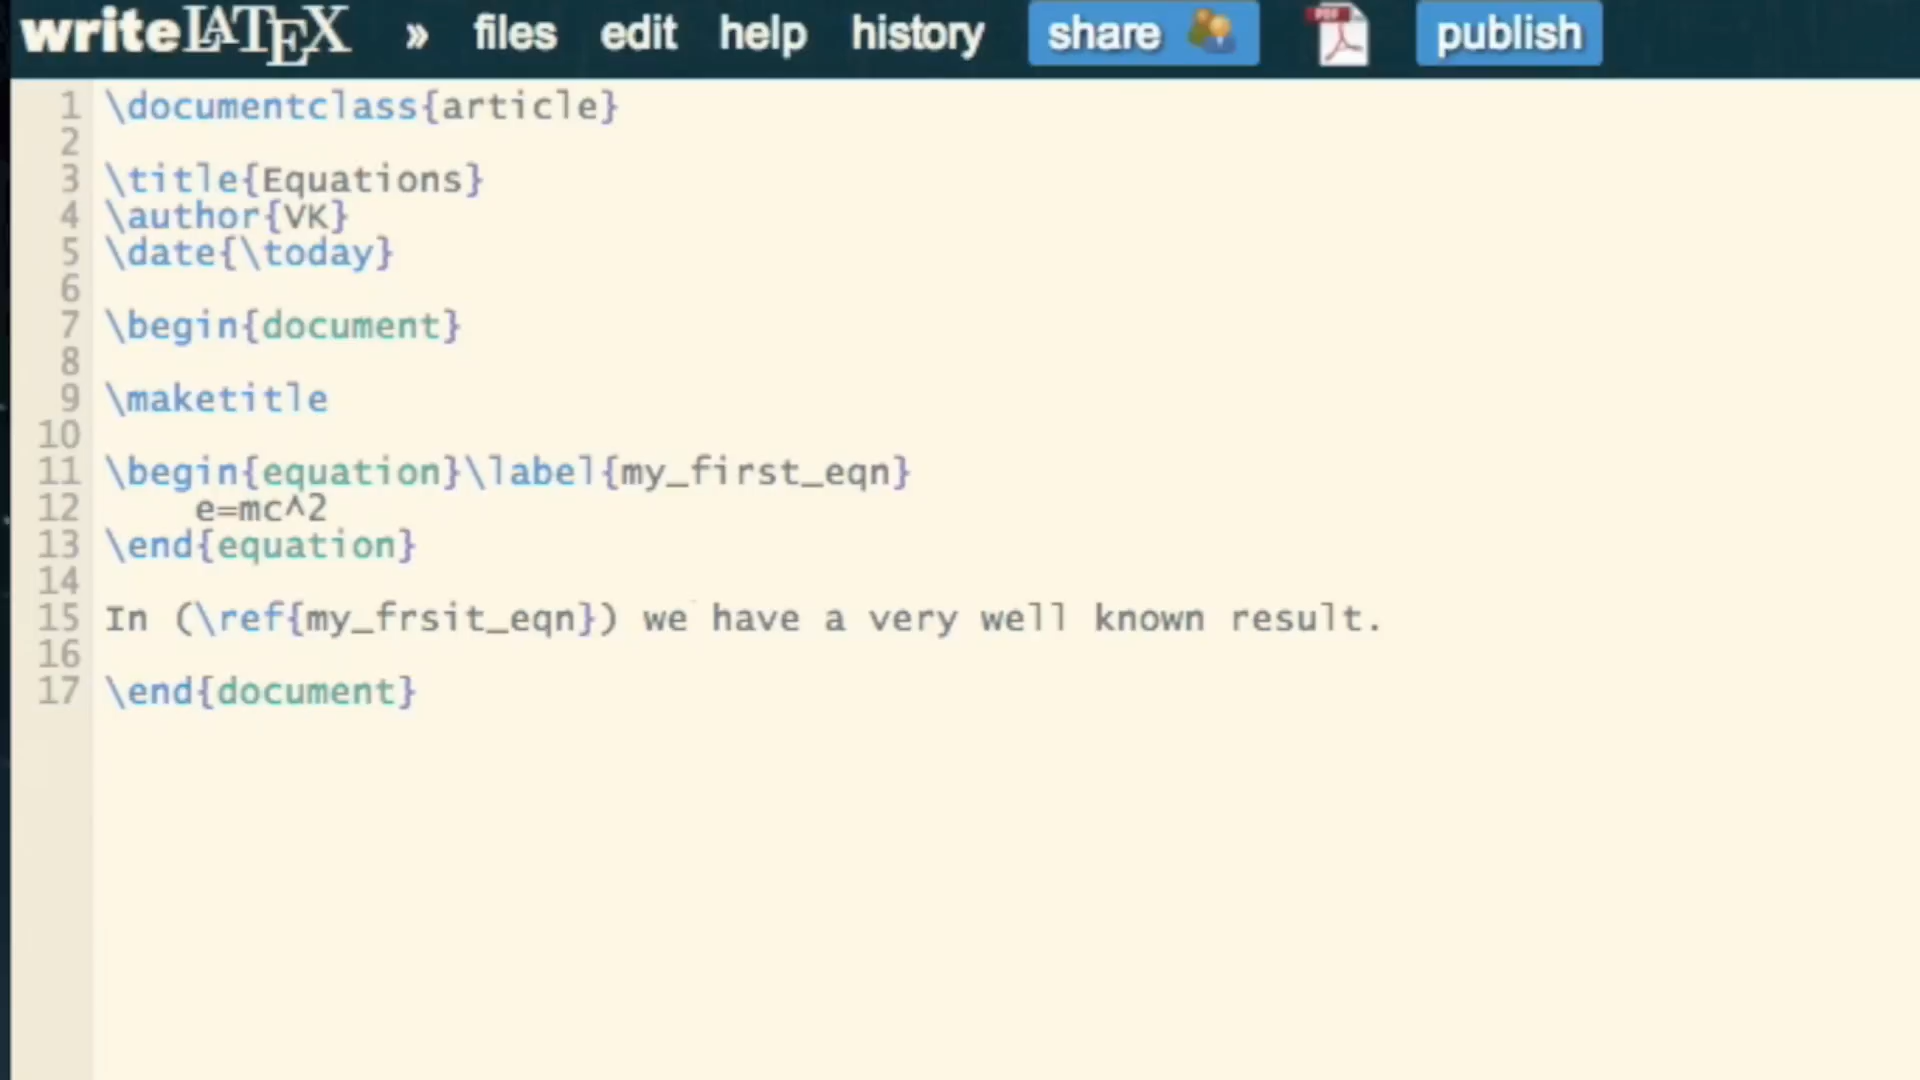 writeLATEX » files edit help history share PDF publish
1 \documentclass{article}
2
3 \title{Equations}
4 \author{VK}
5 \date{\today}
6
7 \begin{document}
8
9 \maketitle
10
11 \begin{equation}\label{my_first_eqn}
12 e=mc^2
13 \end{equation}
14
15 In (\ref{my_frsit_eqn}) we have a very well known result.
16
17 \end{document}